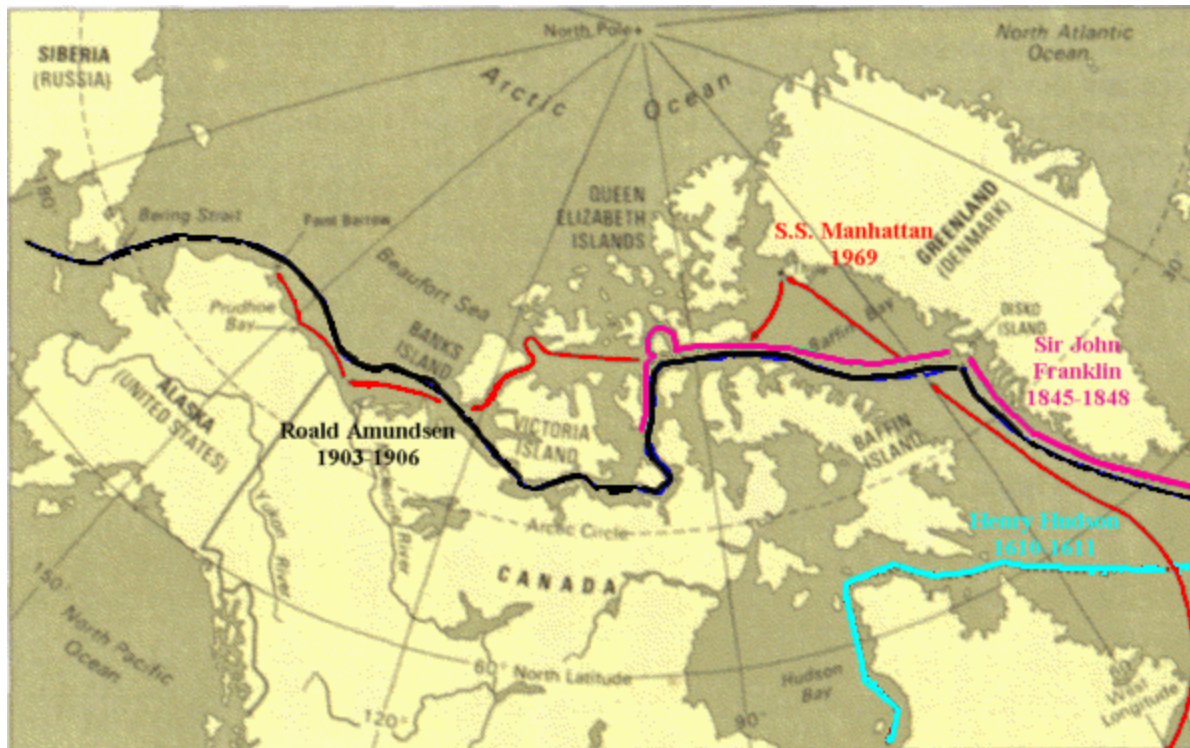 North Pole
North Atlantic
Ocean
SIBERIA
(RUSSIA)
Arctic Ocean
180°
Bering Strait
Point Barrow
QUEEN
ELIZABETH
ISLANDS
S.S. Manhattan
1969
GREENLAND
(DENMARK)
30°
Beaufort Sea
Prudhoe
Bay
BANKS
ISLAND
Baffin Bay
DISKO
ISLAND
Sir John
Franklin
1845-1848
ALASKA
(UNITED STATES)
Roald Amundsen
1903-1906
VICTORIA
ISLAND
BAFFIN
ISLAND
Yukon
River
River
Arctic Circle
Henry Hudson
1610-1611
CANADA
150°
North Pacific
Ocean
60° North Latitude
Hudson
Bay
60
West
Longitude
120°
90°